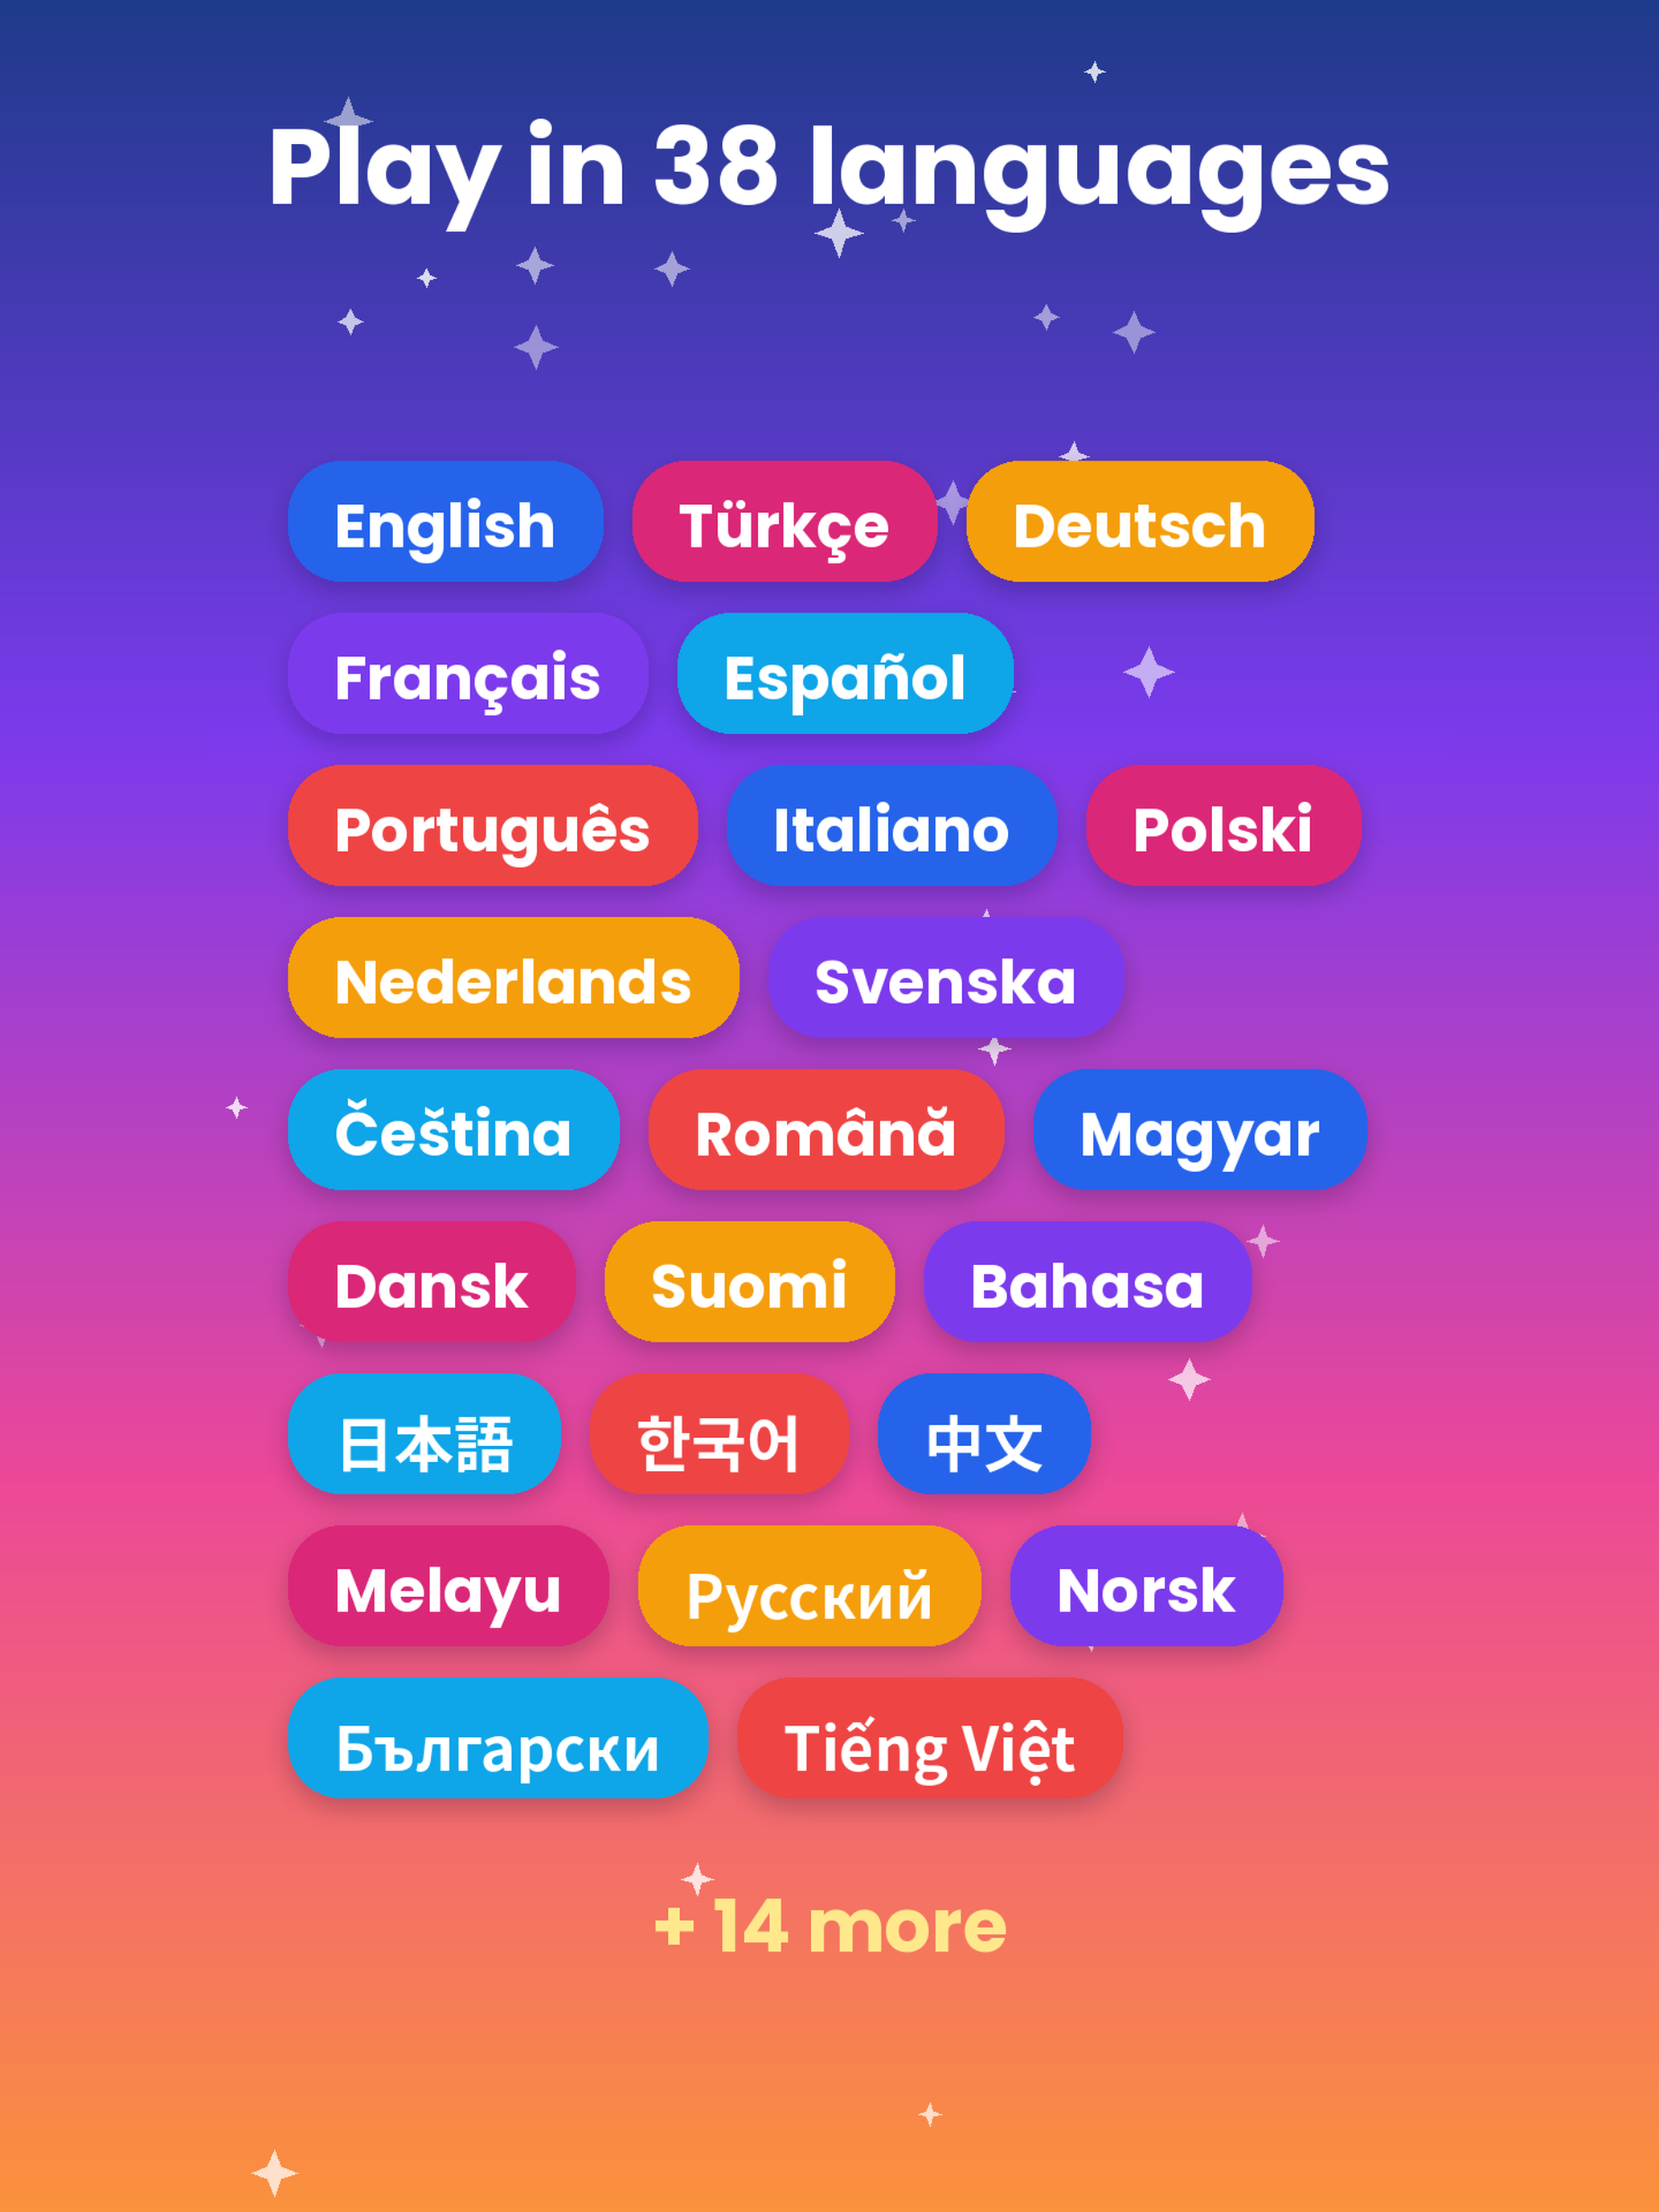 Play in 38 languages
English Türkçe Deutsch
Français Español
Português Italiano Polski
Nederlands Svenska
Čeština Română Magyar
Dansk Suomi Bahasa
日本語 한국어 中文
Melayu Русский Norsk
Български Tiếng Việt
+ 14 more